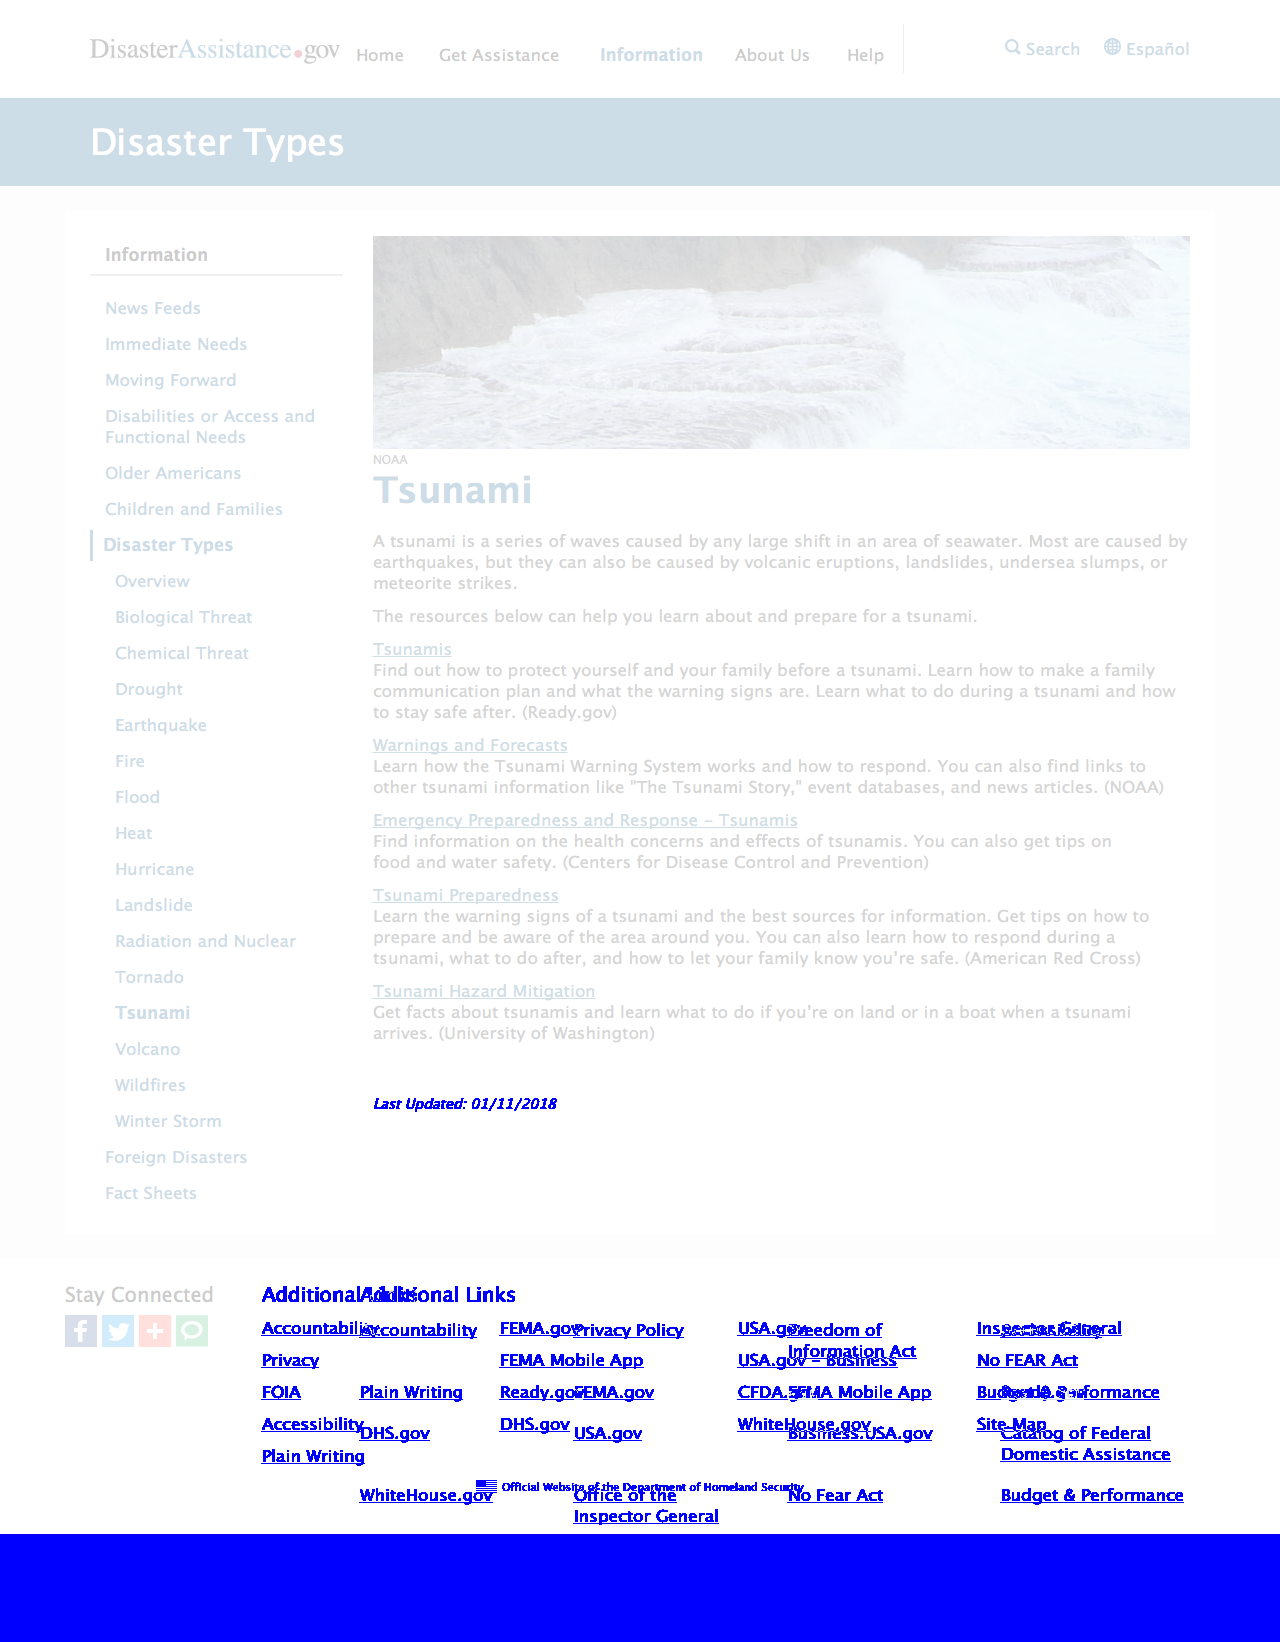 DisasterAssistance.gov
Home
Get Assistance
Information
About Us
Help
Search
Español
Disaster Types
Information
News Feeds
Immediate Needs
Moving Forward
Disabilities or Access and
Functional Needs
Older Americans
Children and Families
Disaster Types
Overview
Biological Threat
Chemical Threat
Drought
Earthquake
Fire
Flood
Heat
Hurricane
Landslide
Radiation and Nuclear
Tornado
Tsunami
Volcano
Wildfires
Winter Storm
Foreign Disasters
Fact Sheets
NOAA
Tsunami
A tsunami is a series of waves caused by any large shift in an area of seawater. Most are caused by
earthquakes, but they can also be caused by volcanic eruptions, landslides, undersea slumps, or
meteorite strikes.
The resources below can help you learn about and prepare for a tsunami.
Tsunamis
Find out how to protect yourself and your family before a tsunami. Learn how to make a family
communication plan and what the warning signs are. Learn what to do during a tsunami and how
to stay safe after. (Ready.gov)
Warnings and Forecasts
Learn how the Tsunami Warning System works and how to respond. You can also find links to
other tsunami information like "The Tsunami Story," event databases, and news articles. (NOAA)
Emergency Preparedness and Response - Tsunamis
Find information on the health concerns and effects of tsunamis. You can also get tips on
food and water safety. (Centers for Disease Control and Prevention)
Tsunami Preparedness
Learn the warning signs of a tsunami and the best sources for information. Get tips on how to
prepare and be aware of the area around you. You can also learn how to respond during a
tsunami, what to do after, and how to let your family know you're safe. (American Red Cross)
Tsunami Hazard Mitigation
Get facts about tsunamis and learn what to do if you're on land or in a boat when a tsunami
arrives. (University of Washington)
Last Updated: 01/11/2018
Stay Connected
Additional Links
Additional Links
Accountability
Accountability
FEMA.gov
Privacy Policy
USA.gov
Freedom of
Information Act
Inspector General
Privacy
FEMA Mobile App
USA.gov - Business
No FEAR Act
FOIA
Plain Writing
Ready.gov
FEMA.gov
CFDA.gov
FEMA Mobile App
Budget & Performance
Accessibility
DHS.gov
DHS.gov
USA.gov
WhiteHouse.gov
Business.USA.gov
Site Map
Catalog of Federal
Domestic Assistance
Plain Writing
Official Website of the Department of Homeland Security
WhiteHouse.gov
Office of the
Inspector General
No Fear Act
Budget & Performance